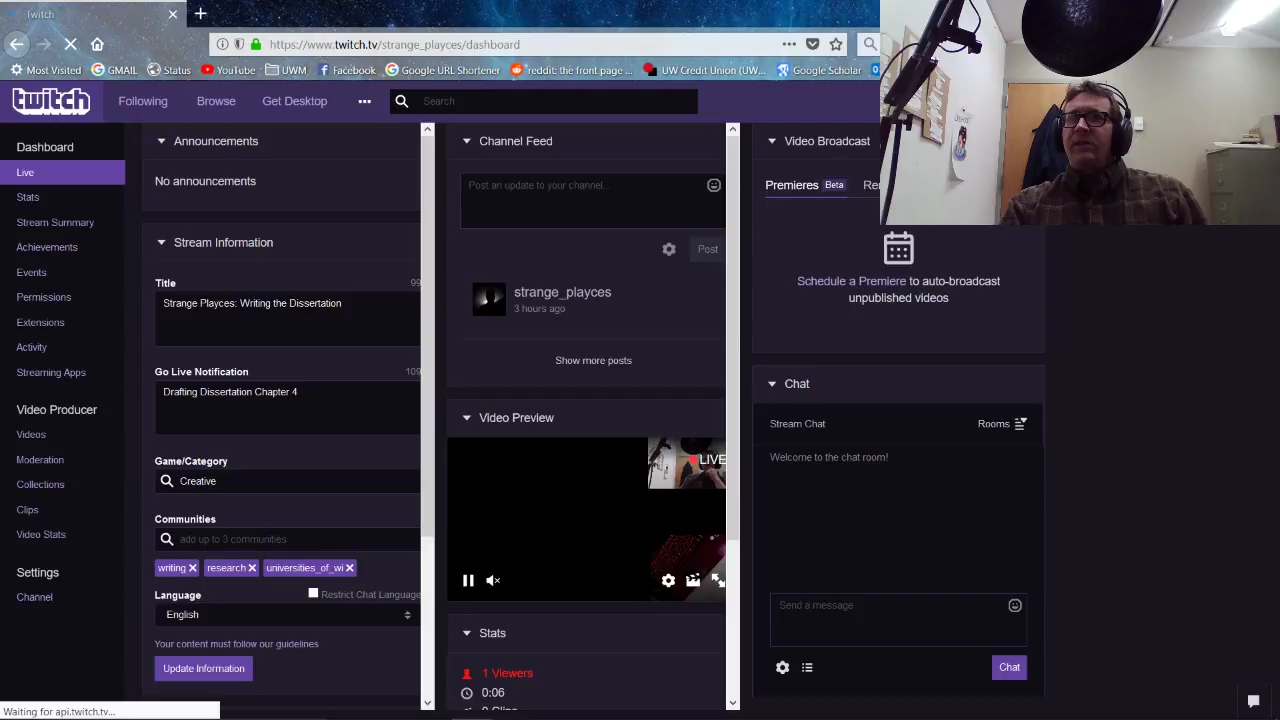 Twitch
https://www.twitch.tv/strange_playces/dashboard
Most Visited GMAIL Status YouTube UWM Facebook Google URL Shortener reddit: the front page ... UW Credit Union (UW... Google Scholar
twitch Following Browse Get Desktop Search
Dashboard
Live
Stats
Stream Summary
Achievements
Events
Permissions
Extensions
Activity
Streaming Apps
Video Producer
Videos
Moderation
Collections
Clips
Video Stats
Settings
Channel
Announcements
No announcements
Stream Information
Title 99
Strange Playces: Writing the Dissertation
Go Live Notification 109
Drafting Dissertation Chapter 4
Game/Category
Creative
Communities
add up to 3 communities
writing research universities_of_wi
Language Restrict Chat Language
English
Your content must follow our guidelines
Update Information
Channel Feed
Post an update to your channel...
Post
strange_playces
3 hours ago
Show more posts
Video Preview
LIVE
Stats
1 Viewers
0:06
Video Broadcast
Premieres Beta
Schedule a Premiere to auto-broadcast
unpublished videos
Chat
Stream Chat Rooms
Welcome to the chat room!
Send a message
Chat
Waiting for api.twitch.tv...